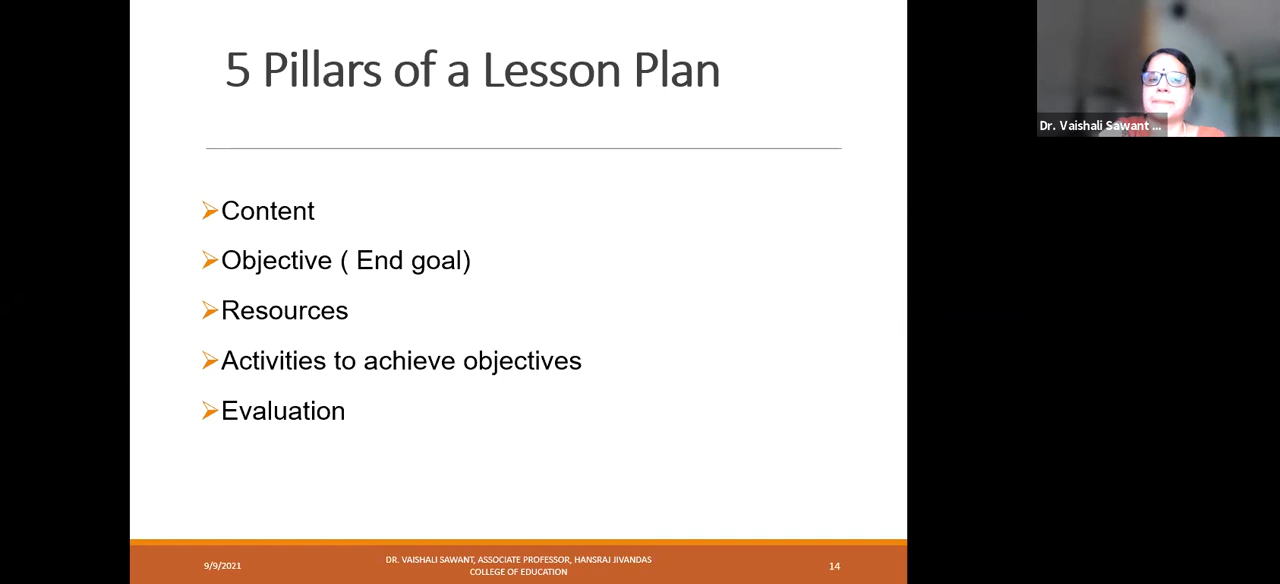 5 Pillars of a Lesson Plan
Dr. Vaishali Sawant ...
Content
Objective ( End goal)
Resources
Activities to achieve objectives
Evaluation
9/9/2021
DR. VAISHALI SAWANT, ASSOCIATE PROFESSOR, HANSRAJ JIVANDAS
COLLEGE OF EDUCATION
14